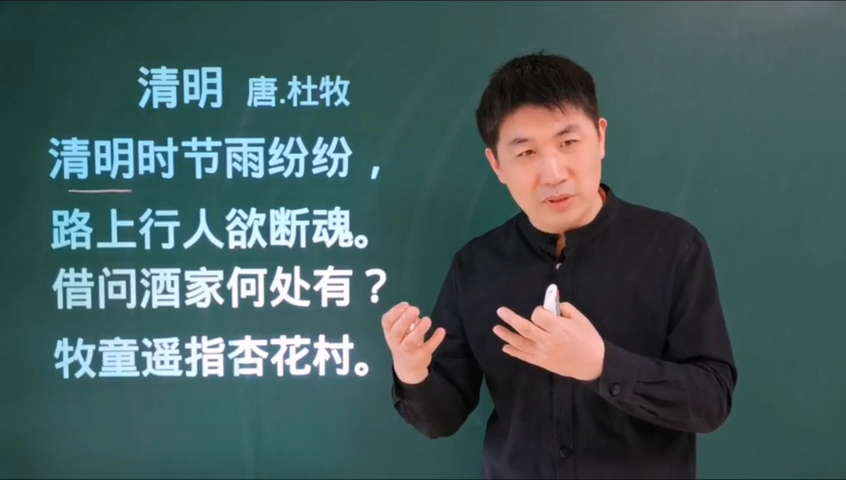 清明 唐.杜牧
清明时节雨纷纷，
路上行人欲断魂。
借问酒家何处有？
牧童遥指杏花村。